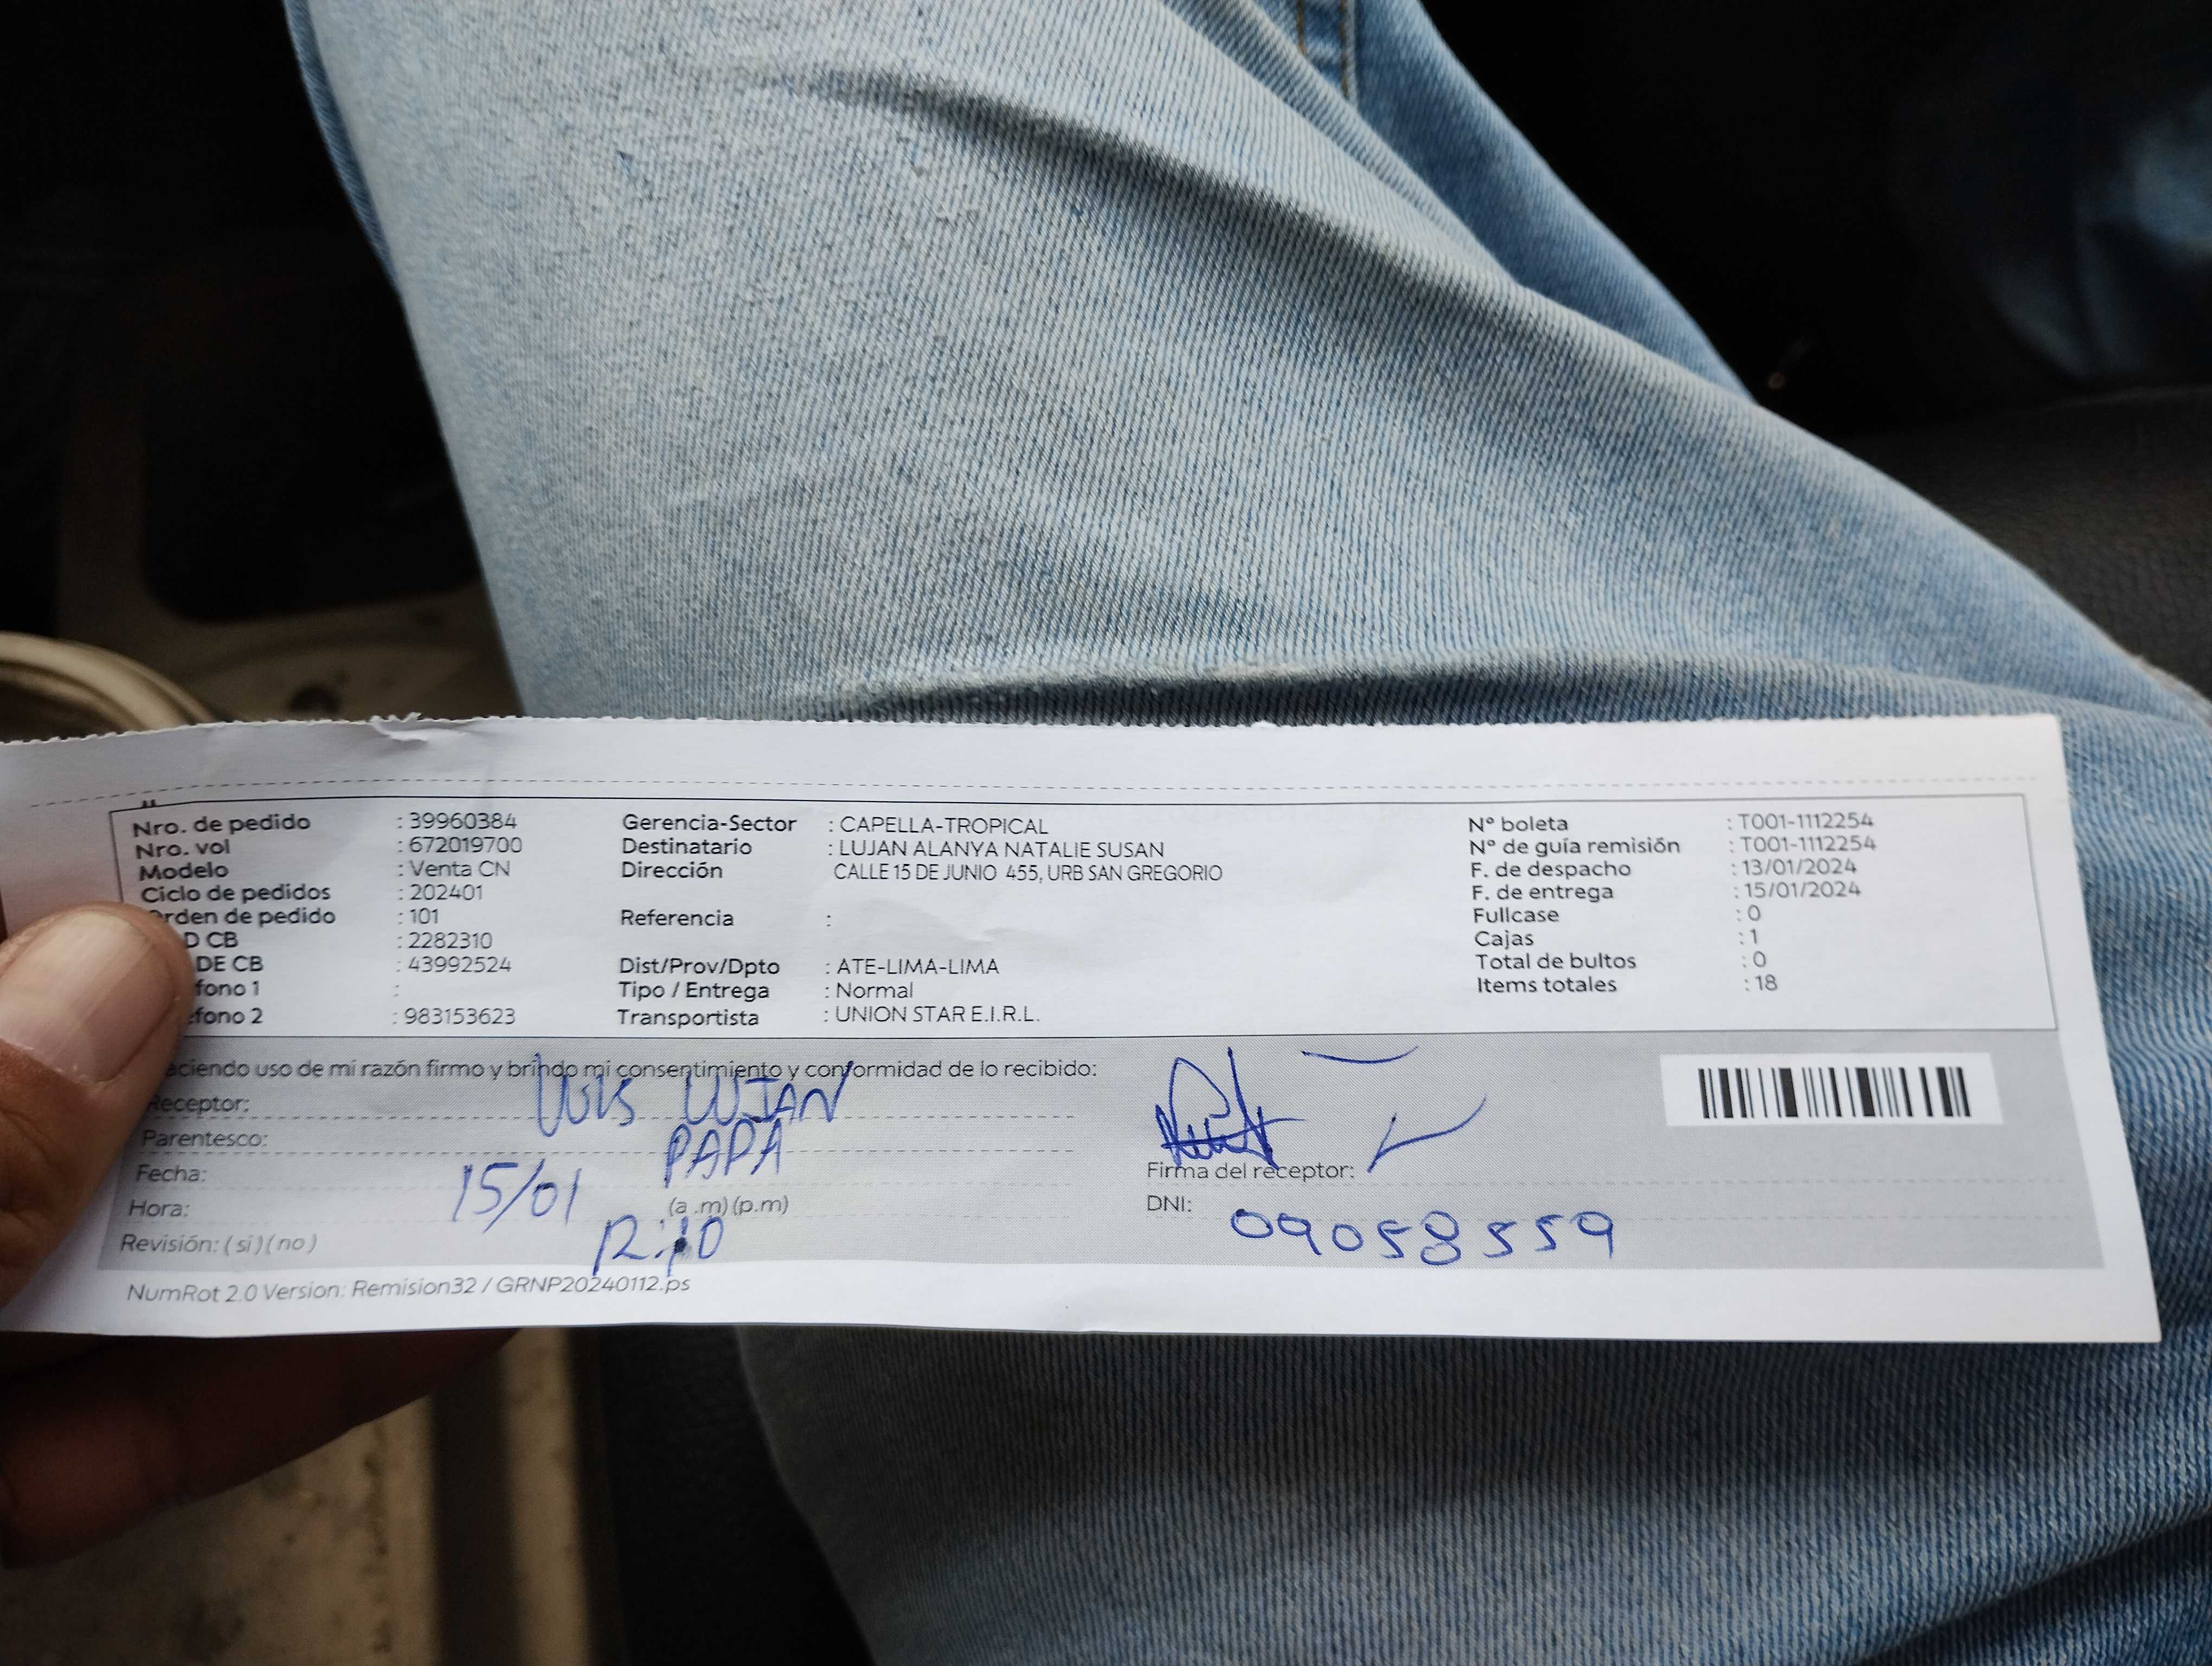 Nro. de pedido : 39960384 Gerencia-Sector : CAPELLA-TROPICAL N° boleta : T001-1112254
Nro. vol : 672019700 Destinatario : LUJAN ALANYA NATALIE SUSAN N° de guía remisión : T001-1112254
Modelo : Venta CN Dirección CALLE 15 DE JUNIO 455, URB SAN GREGORIO F. de despacho : 13/01/2024
Ciclo de pedidos : 202401 F. de entrega : 15/01/2024
rden de pedido : 101 Referencia : Fullcase : 0
D CB : 2282310 Cajas : 1
DE CB : 43992524 Dist/Prov/Dpto : ATE-LIMA-LIMA Total de bultos : 0
fono 1 : Tipo / Entrega : Normal Items totales : 18
éfono 2 : 983153623 Transportista : UNION STAR E.I.R.L.
aciendo uso de mi razón firmo y brindo mi consentimiento y conformidad de lo recibido:
Receptor: LUIS LUJAN
Parentesco: PAPA
Fecha: 15/01 Firma del receptor:
Hora: 12:10 (a .m) (p.m) DNI: 09058559
Revisión: ( si ) ( no )
NumRot 2.0 Version: Remision32 / GRNP20240112.ps